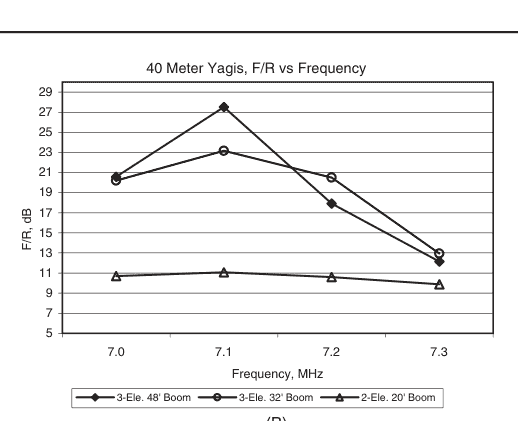 40 Meter Yagis, F/R vs Frequency
29
27
25
23
21
19
17
15
13
11
9
7
5
F/R, dB
7.0 7.1 7.2 7.3
Frequency, MHz
3-Ele. 48' Boom 3-Ele. 32' Boom 2-Ele. 20' Boom